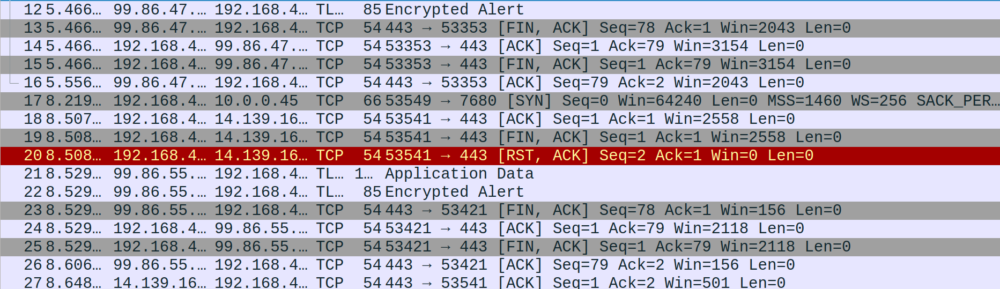 12 5.466… 99.86.47.… 192.168.4… TL… 85 Encrypted Alert
13 5.466… 99.86.47.… 192.168.4… TCP 54 443 → 53353 [FIN, ACK] Seq=78 Ack=1 Win=2043 Len=0
14 5.466… 192.168.4… 99.86.47.… TCP 54 53353 → 443 [ACK] Seq=1 Ack=79 Win=3154 Len=0
15 5.466… 192.168.4… 99.86.47.… TCP 54 53353 → 443 [FIN, ACK] Seq=1 Ack=79 Win=3154 Len=0
16 5.556… 99.86.47.… 192.168.4… TCP 54 443 → 53353 [ACK] Seq=79 Ack=2 Win=2043 Len=0
17 8.219… 192.168.4… 10.0.0.45 TCP 66 53549 → 7680 [SYN] Seq=0 Win=64240 Len=0 MSS=1460 WS=256 SACK_PER…
18 8.507… 192.168.4… 14.139.16… TCP 54 53541 → 443 [ACK] Seq=1 Ack=1 Win=2558 Len=0
19 8.508… 192.168.4… 14.139.16… TCP 54 53541 → 443 [FIN, ACK] Seq=1 Ack=1 Win=2558 Len=0
20 8.508… 192.168.4… 14.139.16… TCP 54 53541 → 443 [RST, ACK] Seq=2 Ack=1 Win=0 Len=0
21 8.529… 99.86.55.… 192.168.4… TL… 1… Application Data
22 8.529… 99.86.55.… 192.168.4… TL… 85 Encrypted Alert
23 8.529… 99.86.55.… 192.168.4… TCP 54 443 → 53421 [FIN, ACK] Seq=78 Ack=1 Win=156 Len=0
24 8.529… 192.168.4… 99.86.55.… TCP 54 53421 → 443 [ACK] Seq=1 Ack=79 Win=2118 Len=0
25 8.529… 192.168.4… 99.86.55.… TCP 54 53421 → 443 [FIN, ACK] Seq=1 Ack=79 Win=2118 Len=0
26 8.606… 99.86.55.… 192.168.4… TCP 54 443 → 53421 [ACK] Seq=79 Ack=2 Win=156 Len=0
27 8.648… 14.139.16… 192.168.4… TCP 54 443 → 53541 [ACK] Seq=1 Ack=2 Win=501 Len=0